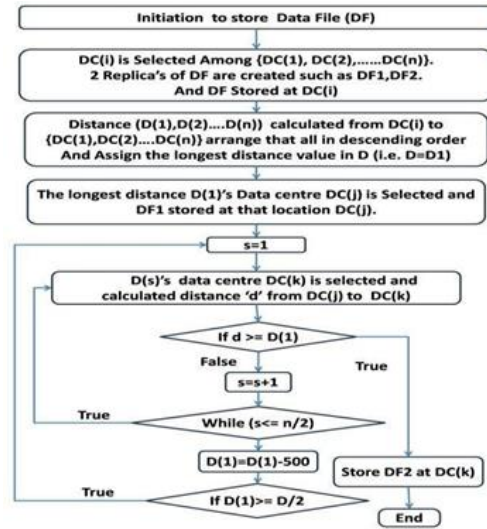 Initiation to store Data File (DF)
DC(i) is Selected Among {DC(1), DC(2),......DC(n)}.
2 Replica's of DF are created such as DF1,DF2.
And DF Stored at DC(i)
Distance (D(1),D(2)....D(n)) calculated from DC(i) to
{DC(1),DC(2)....DC(n)} arrange that all in descending order
And Assign the longest distance value in D (i.e. D=D1)
The longest distance D(1)'s Data centre DC(j) is Selected and
DF1 stored at that location DC(j).
s=1
D(s)'s data centre DC(k) is selected and
calculated distance 'd' from DC(j) to DC(k)
If d >= D(1)
False
True
s=s+1
True
While (s<= n/2)
D(1)=D(1)-500
Store DF2 at DC(k)
True
If D(1)>= D/2
End